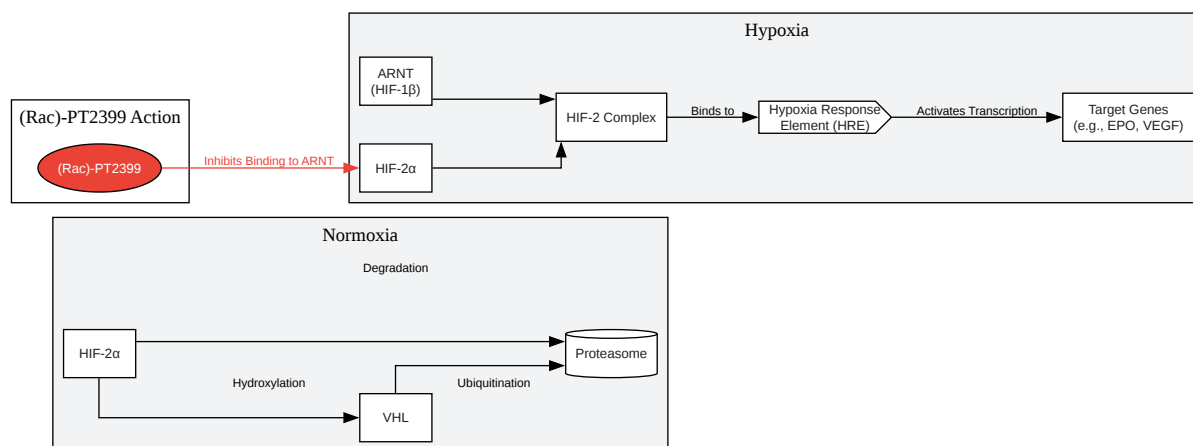 Hypoxia
ARNT
(HIF-1β)
(Rac)-PT2399 Action
HIF-2 Complex
Binds to
Hypoxia Response
Element (HRE)
Activates Transcription
Target Genes
(e.g., EPO, VEGF)
(Rac)-PT2399
Inhibits Binding to ARNT
HIF-2α
Normoxia
Degradation
HIF-2α
Proteasome
Hydroxylation
Ubiquitination
VHL